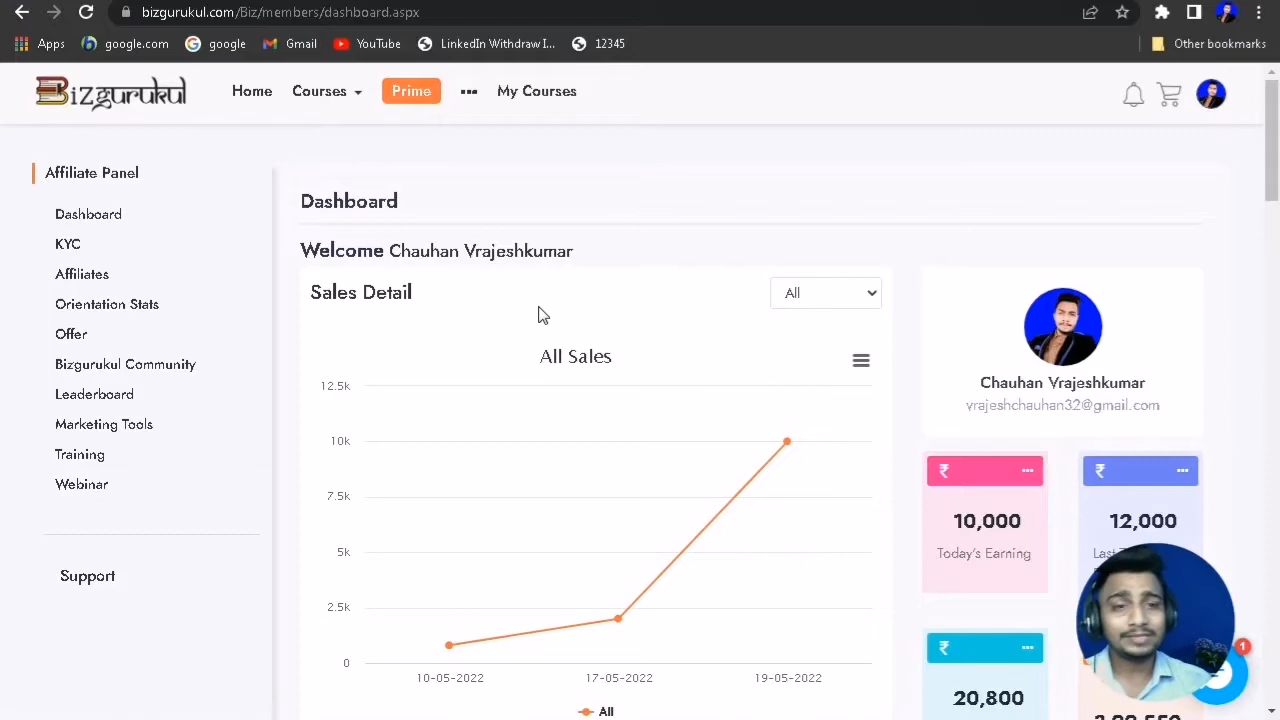 bizgurukul.com/Biz/members/dashboard.aspx
Apps google.com google Gmail YouTube LinkedIn Withdraw I... 12345 Other bookmarks
Bizgurukul Home Courses Prime My Courses
Affiliate Panel
Dashboard
KYC
Affiliates
Orientation Stats
Offer
Bizgurukul Community
Leaderboard
Marketing Tools
Training
Webinar
Support
Dashboard
Welcome Chauhan Vrajeshkumar
Sales Detail All
All Sales
12.5k
10k
7.5k
5k
2.5k
0
10-05-2022 17-05-2022 19-05-2022
All
Chauhan Vrajeshkumar
vrajeshchauhan32@gmail.com
₹ ••• ₹ •••
10,000 12,000
Today's Earning Last
₹ •••
20,800
1